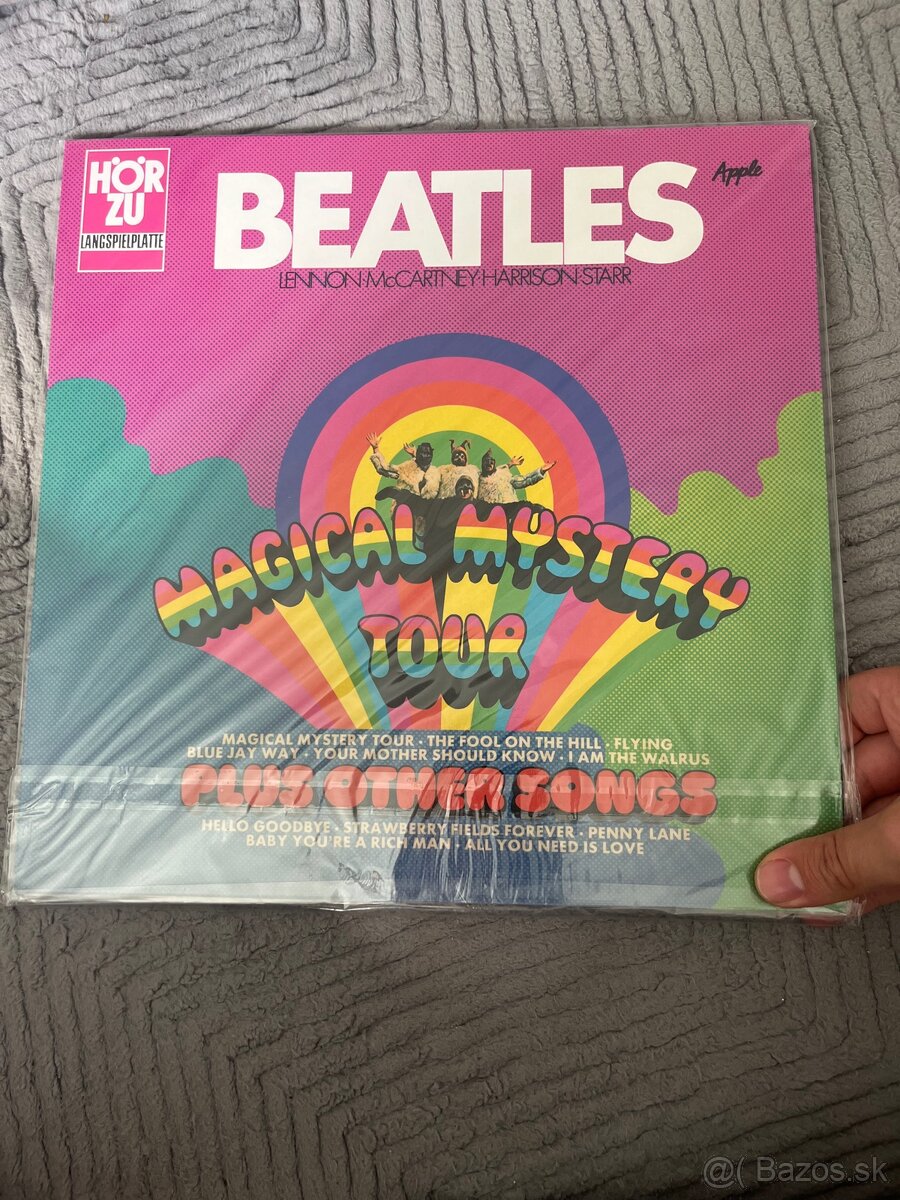 HÖR
ZU
LANGSPIELPLATTE
BEATLES
Apple
LENNON·McCARTNEY·HARRISON·STARR
MAGICAL MYSTERY
TOUR
MAGICAL MYSTERY TOUR · THE FOOL ON THE HILL · FLYING
BLUE JAY WAY · YOUR MOTHER SHOULD KNOW · I AM THE WALRUS
PLUS OTHER SONGS
HELLO GOODBYE · STRAWBERRY FIELDS FOREVER · PENNY LANE
BABY YOU'RE A RICH MAN · ALL YOU NEED IS LOVE
@( Bazos.sk